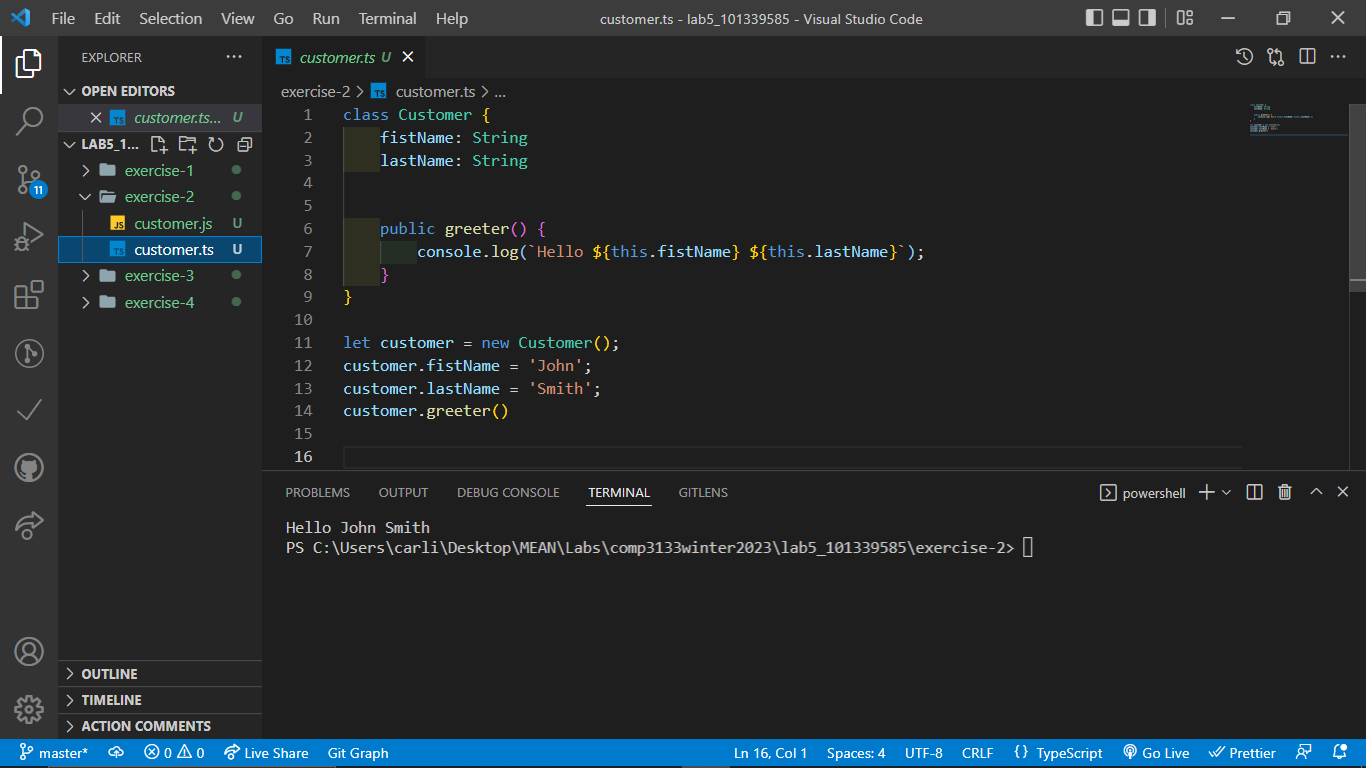 File Edit Selection View Go Run Terminal Help customer.ts - lab5_101339585 - Visual Studio Code
EXPLORER
OPEN EDITORS
customer.ts... U
LAB5_1...
exercise-1
exercise-2
JS customer.js U
TS customer.ts U
exercise-3
exercise-4
11
OUTLINE
TIMELINE
ACTION COMMENTS
TS customer.ts U
exercise-2 > TS customer.ts > ...
1 class Customer {
2 fistName: String
3 lastName: String
4
5
6 public greeter() {
7 console.log(`Hello ${this.fistName} ${this.lastName}`);
8 }
9 }
10
11 let customer = new Customer();
12 customer.fistName = 'John';
13 customer.lastName = 'Smith';
14 customer.greeter()
15
16
PROBLEMS OUTPUT DEBUG CONSOLE TERMINAL GITLENS powershell
Hello John Smith
PS C:\Users\carli\Desktop\MEAN\Labs\comp3133winter2023\lab5_101339585\exercise-2>
master* 0 0 Live Share Git Graph Ln 16, Col 1 Spaces: 4 UTF-8 CRLF {} TypeScript Go Live Prettier